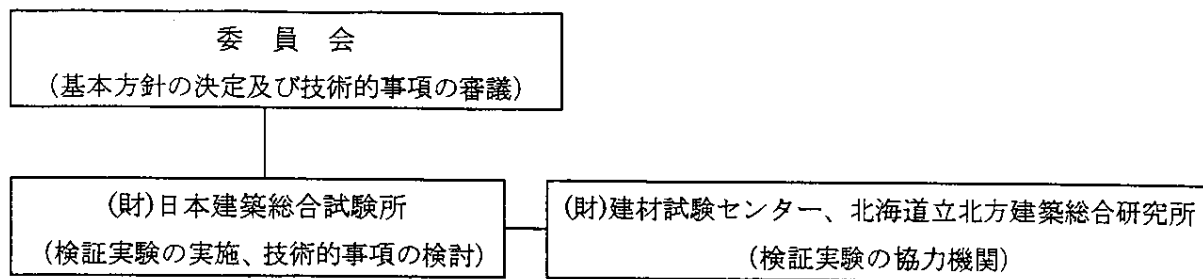 委 員 会
(基本方針の決定及び技術的事項の審議)
(財)日本建築総合試験所
(検証実験の実施、技術的事項の検討)
(財)建材試験センター、北海道立北方建築総合研究所
(検証実験の協力機関)